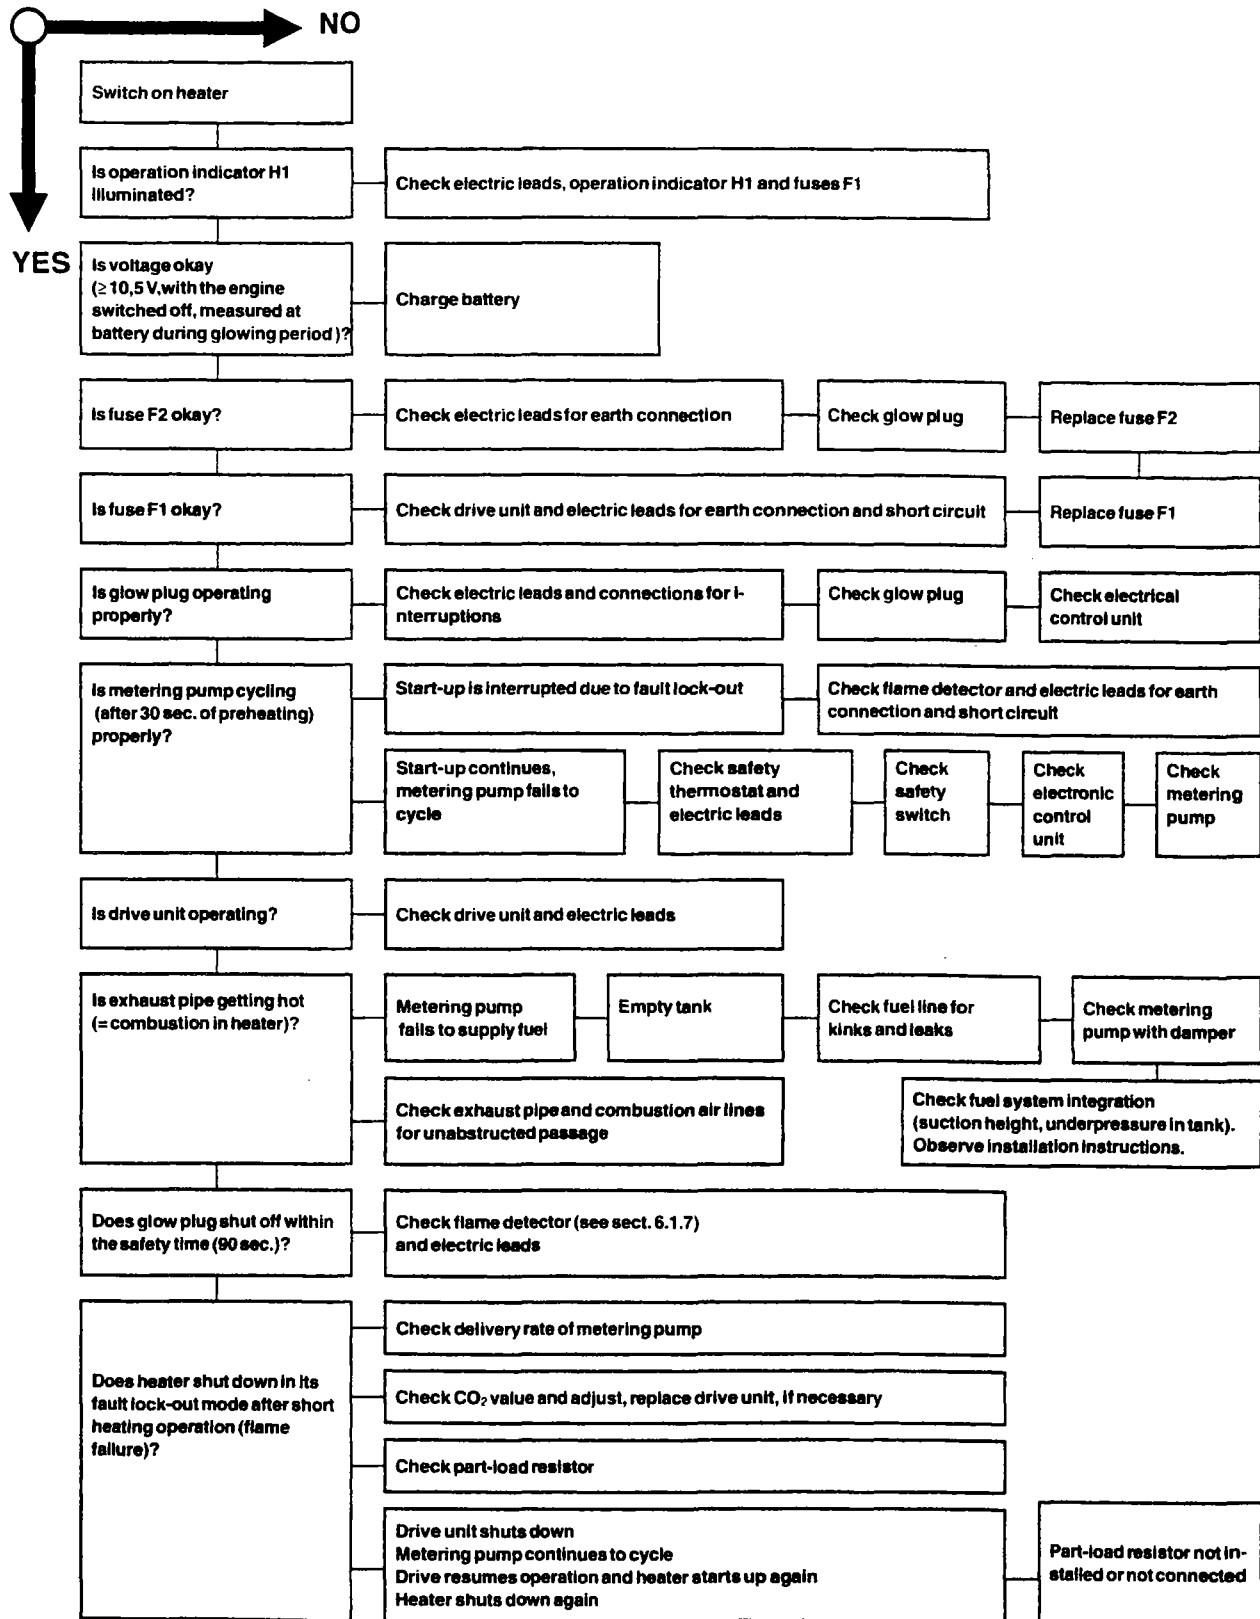 NO
YES
Switch on heater
Is operation indicator H1
illuminated?
Check electric leads, operation indicator H1 and fuses F1
Is voltage okay
(≥10,5 V,with the engine
switched off, measured at
battery during glowing period)?
Charge battery
Is fuse F2 okay?
Check electric leads for earth connection
Check glow plug
Replace fuse F2
Is fuse F1 okay?
Check drive unit and electric leads for earth connection and short circuit
Replace fuse F1
Is glow plug operating
properly?
Check electric leads and connections for i-
nterruptions
Check glow plug
Check electrical
control unit
Is metering pump cycling
(after 30 sec. of preheating)
properly?
Start-up is interrupted due to fault lock-out
Check flame detector and electric leads for earth
connection and short circuit
Start-up continues,
metering pump fails to
cycle
Check safety
thermostat and
electric leads
Check
safety
switch
Check
electronic
control
unit
Check
metering
pump
Is drive unit operating?
Check drive unit and electric leads
Is exhaust pipe getting hot
(= combustion in heater)?
Metering pump
fails to supply fuel
Empty tank
Check fuel line for
kinks and leaks
Check metering
pump with damper
Check exhaust pipe and combustion air lines
for unabstructed passage
Check fuel system integration
(suction height, underpressure in tank).
Observe installation instructions.
Does glow plug shut off within
the safety time (90 sec.)?
Check flame detector (see sect. 6.1.7)
and electric leads
Does heater shut down in its
fault lock-out mode after short
heating operation (flame
failure)?
Check delivery rate of metering pump
Check CO₂ value and adjust, replace drive unit, if necessary
Check part-load resistor
Drive unit shuts down
Metering pump continues to cycle
Drive resumes operation and heater starts up again
Heater shuts down again
Part-load resistor not in-
stalled or not connected